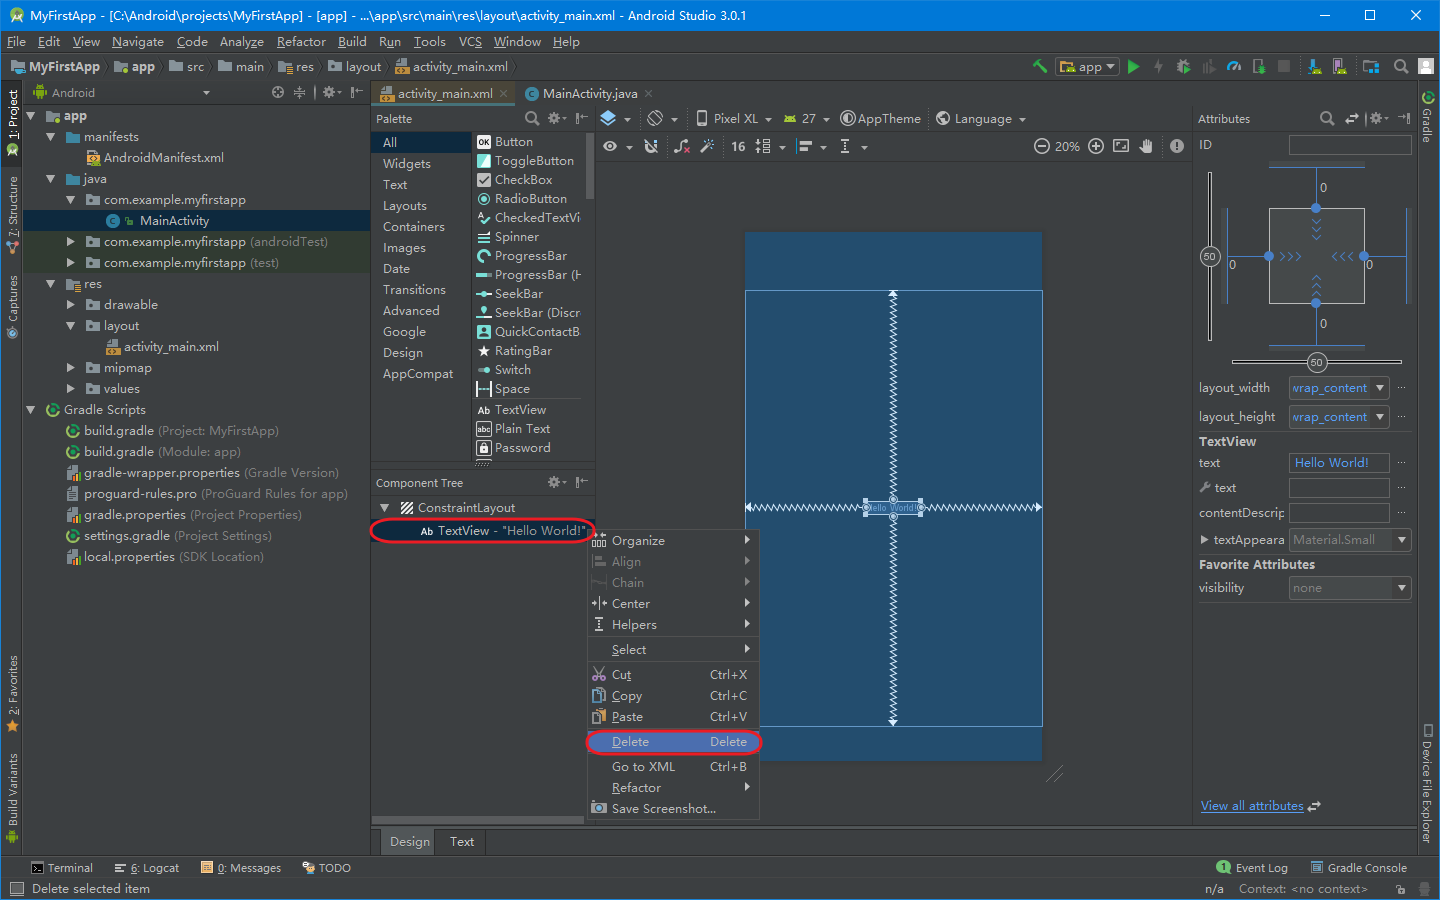 MyFirstApp - [C:\Android\projects\MyFirstApp] - [app] - ...\app\src\main\res\layout\activity_main.xml - Android Studio 3.0.1
File Edit View Navigate Code Analyze Refactor Build Run Tools VCS Window Help
MyFirstApp app src main res layout activity_main.xml
app
1: Project
Z: Structure
Captures
2: Favorites
Build Variants
Android
app
manifests
AndroidManifest.xml
java
com.example.myfirstapp
MainActivity
com.example.myfirstapp (androidTest)
com.example.myfirstapp (test)
res
drawable
layout
activity_main.xml
mipmap
values
Gradle Scripts
build.gradle (Project: MyFirstApp)
build.gradle (Module: app)
gradle-wrapper.properties (Gradle Version)
proguard-rules.pro (ProGuard Rules for app)
gradle.properties (Project Properties)
settings.gradle (Project Settings)
local.properties (SDK Location)
activity_main.xml MainActivity.java
Palette
All
Widgets
Text
Layouts
Containers
Images
Date
Transitions
Advanced
Google
Design
AppCompat
OK Button
ToggleButton
CheckBox
RadioButton
CheckedTextVi
Spinner
ProgressBar
ProgressBar (H
SeekBar
SeekBar (Discr
QuickContactB
RatingBar
Switch
Space
Ab TextView
abc Plain Text
Password
Component Tree
ConstraintLayout
Ab TextView "Hello World!"
Pixel XL 27 AppTheme Language
16 20%
Hello World!
Organize
Align
Chain
Center
Helpers
Select
Cut Ctrl+X
Copy Ctrl+C
Paste Ctrl+V
Delete Delete
Go to XML Ctrl+B
Refactor
Save Screenshot...
Attributes
ID
0
50
0 0
0
50
layout_width wrap_content ...
layout_height wrap_content ...
TextView
text Hello World! ...
text ...
contentDescrip ...
textAppeara Material.Small
Favorite Attributes
visibility none
View all attributes
Gradle
Device File Explorer
Design Text
Terminal 6: Logcat 0: Messages TODO
1 Event Log Gradle Console
Delete selected item
n/a Context: <no context>